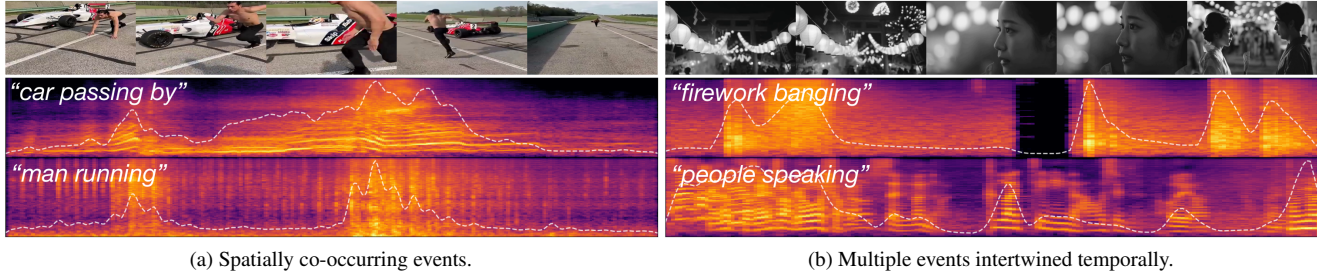 "car passing by"
"man running"
"firework banging"
"people speaking"
(a) Spatially co-occurring events.
(b) Multiple events intertwined temporally.